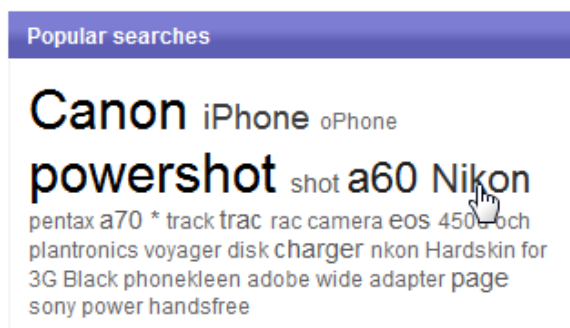 Popular searches
Canon iPhone oPhone
powershot shot a60 Nikon
pentax a70 * track trac rac camera eos 450d och
plantronics voyager disk charger nkon Hardskin for
3G Black phonekleen adobe wide adapter page
sony power handsfree